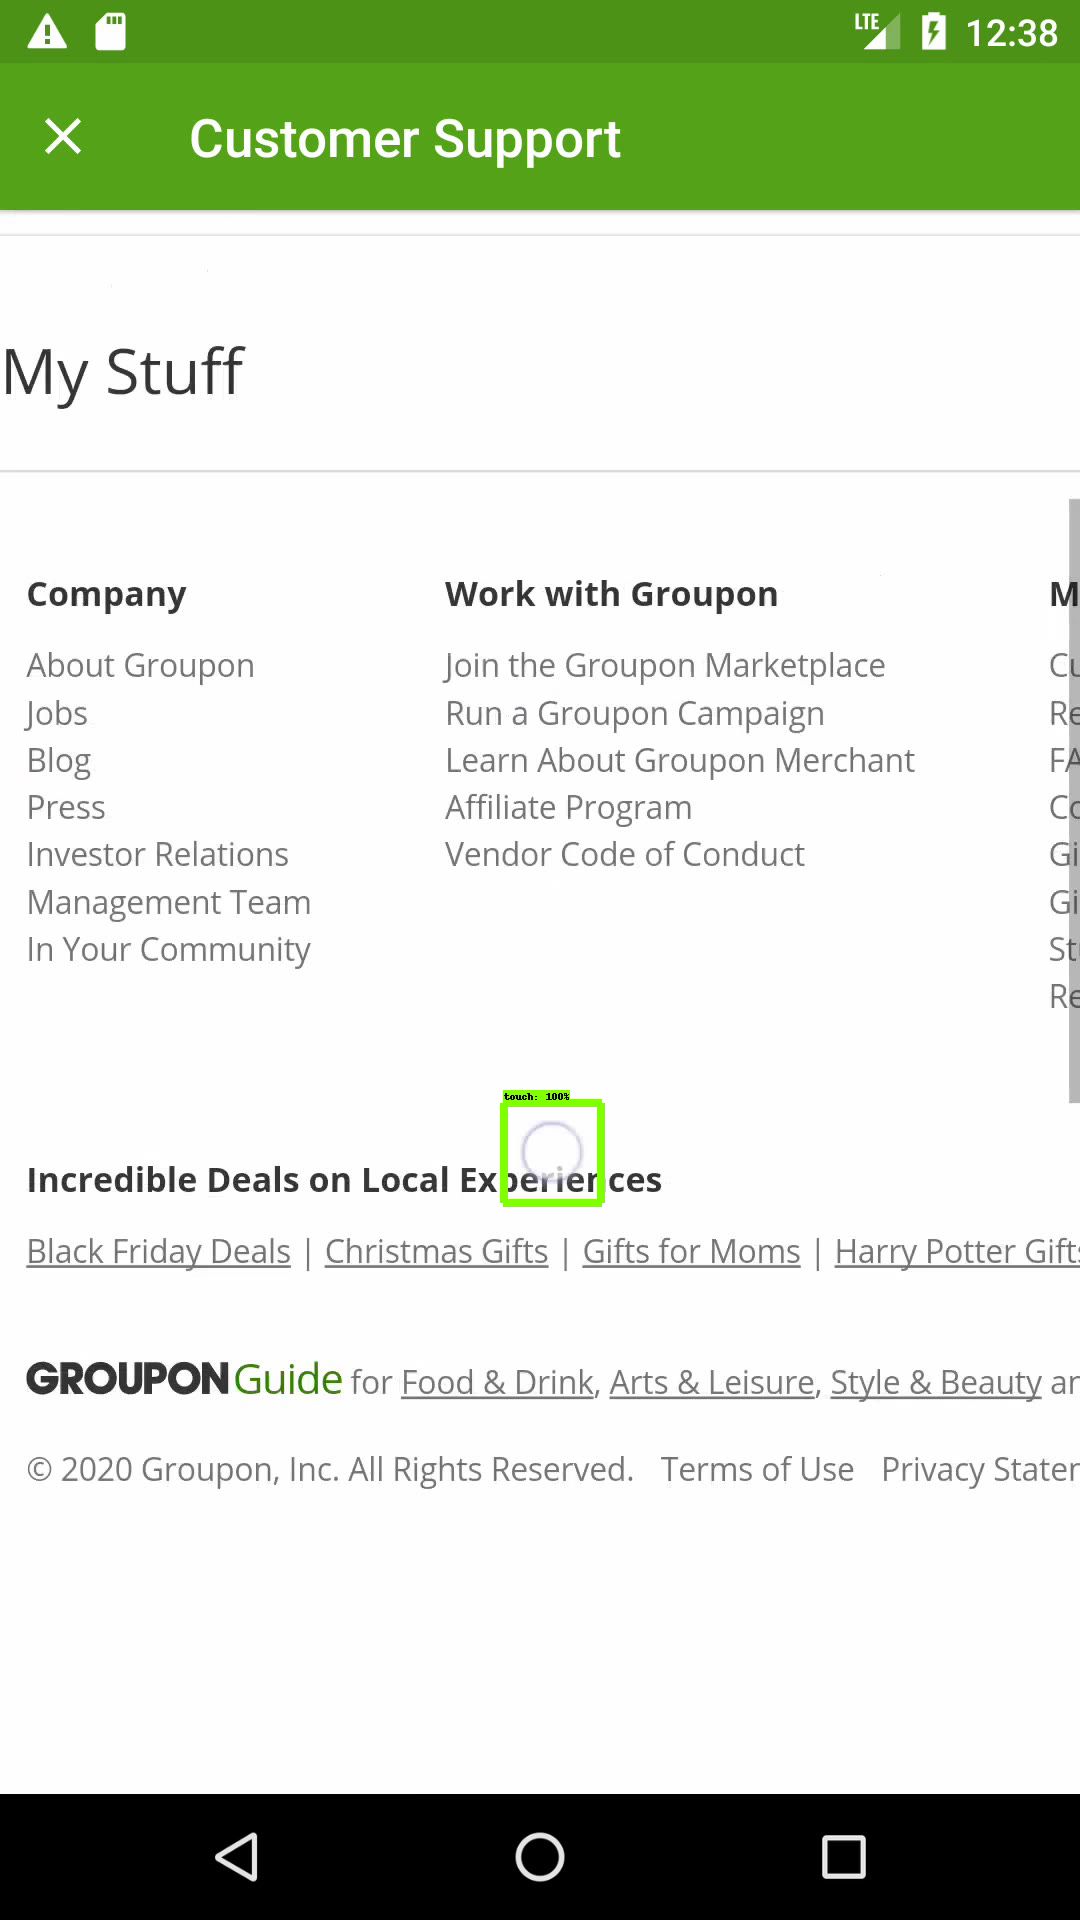 LTE 12:38
Customer Support
My Stuff
Company
Work with Groupon
M
About Groupon
Join the Groupon Marketplace
Cu
Jobs
Run a Groupon Campaign
Re
Blog
Learn About Groupon Merchant
FA
Press
Affiliate Program
Co
Investor Relations
Vendor Code of Conduct
Gi
Management Team
Gi
In Your Community
Stu
Re
touch: 100%
Incredible Deals on Local Experiences
Black Friday Deals | Christmas Gifts | Gifts for Moms | Harry Potter Gifts
GROUPON Guide for Food & Drink, Arts & Leisure, Style & Beauty an
© 2020 Groupon, Inc. All Rights Reserved. Terms of Use Privacy Stater